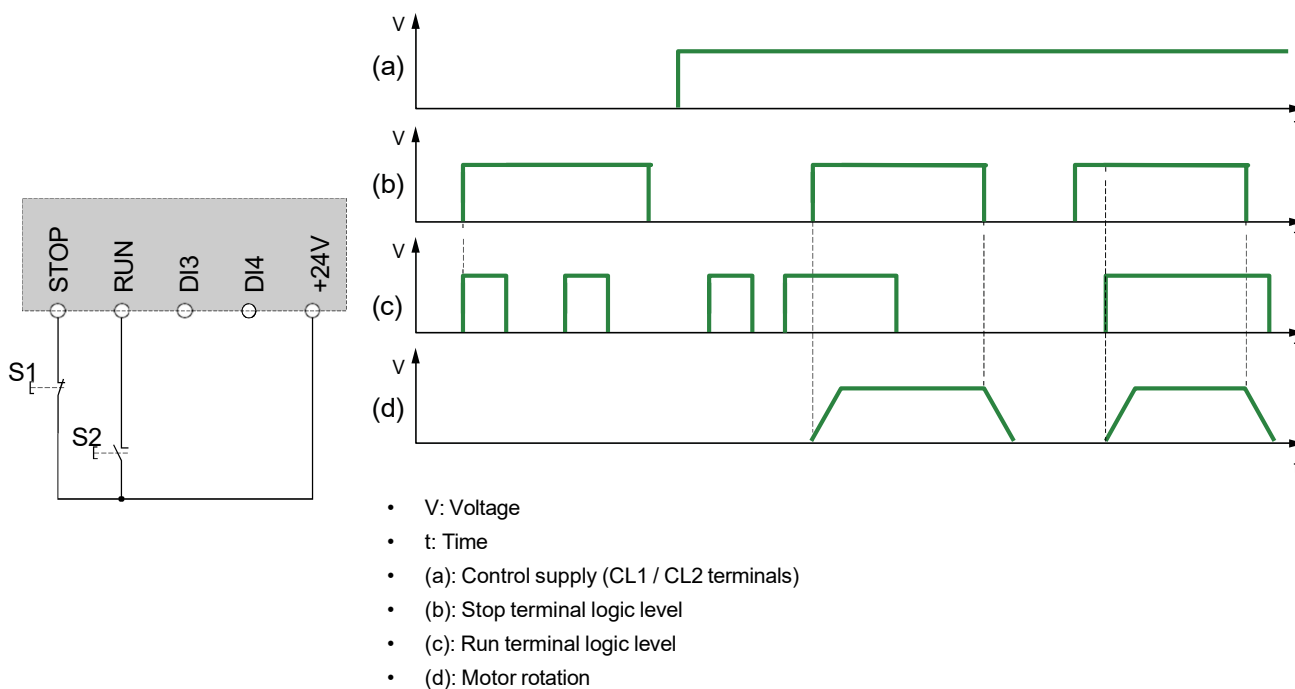 V
(a)
V
(b)
V
(c)
V
(d)
STOP
RUN
DI3
DI4
+24V
S1
S2
• V: Voltage
• t: Time
• (a): Control supply (CL1 / CL2 terminals)
• (b): Stop terminal logic level
• (c): Run terminal logic level
• (d): Motor rotation